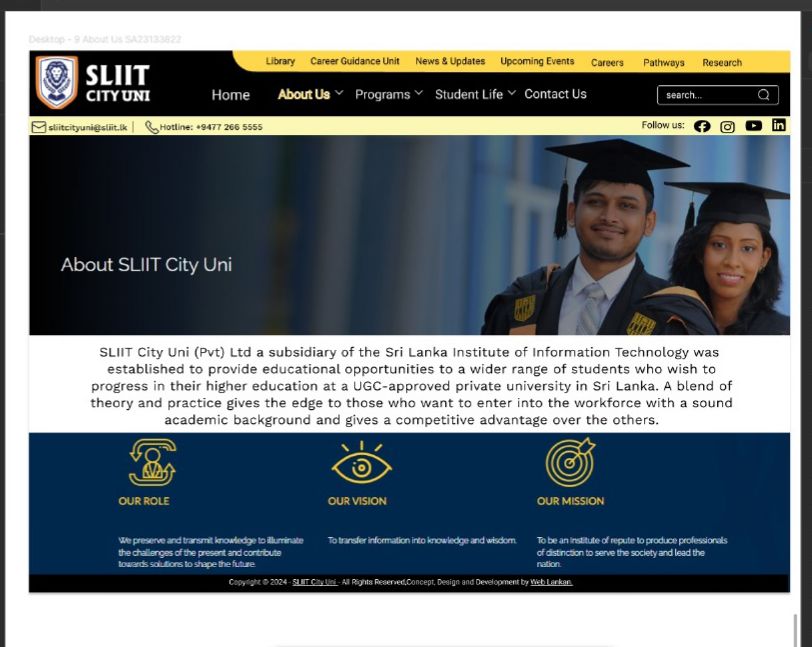 Desktop - 9 About Us SA23133822
Library Career Guidance Unit News & Updates Upcoming Events Careers Pathways Research
SLIIT
CITY UNI
Home About Us Programs Student Life Contact Us search...
sliitcityuni@sliit.lk | Hotline: +9477 266 5555 Follow us:
About SLIIT City Uni
SLIIT City Uni (Pvt) Ltd a subsidiary of the Sri Lanka Institute of Information Technology was
established to provide educational opportunities to a wider range of students who wish to
progress in their higher education at a UGC-approved private university in Sri Lanka. A blend of
theory and practice gives the edge to those who want to enter into the workforce with a sound
academic background and gives a competitive advantage over the others.
OUR ROLE
We preserve and transmit knowledge to illuminate
the challenges of the present and contribute
towards solutions to shape the future.
OUR VISION
To transfer information into knowledge and wisdom.
OUR MISSION
To be an Institute of repute to produce professionals
of distinction to serve the society and lead the
nation.
Copyright © 2024 - SLIIT City Uni - All Rights Reserved,Concept, Design and Development by Web Lankan.